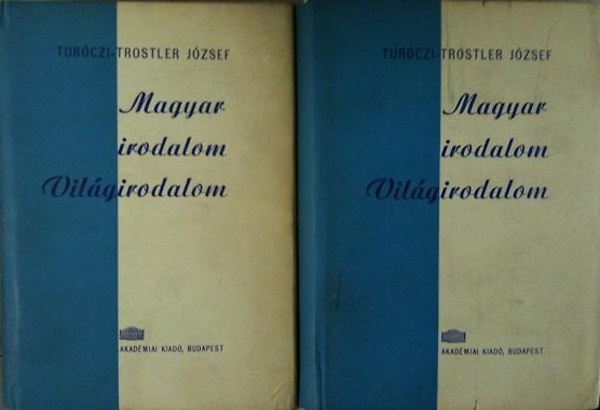 TURÓCZI-TROSTLER JÓZSEF
Magyar
irodalom
Világirodalom
AKADÉMIAI KIADÓ, BUDAPEST
TURÓCZI-TROSTLER JÓZSEF
Magyar
irodalom
Világirodalom
AKADÉMIAI KIADÓ, BUDAPEST